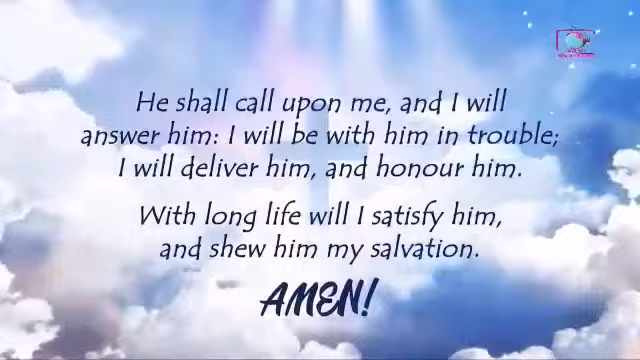 He shall call upon me, and I will
answer him: I will be with him in trouble;
I will deliver him, and honour him.
With long life will I satisfy him,
and shew him my salvation.
AMEN!